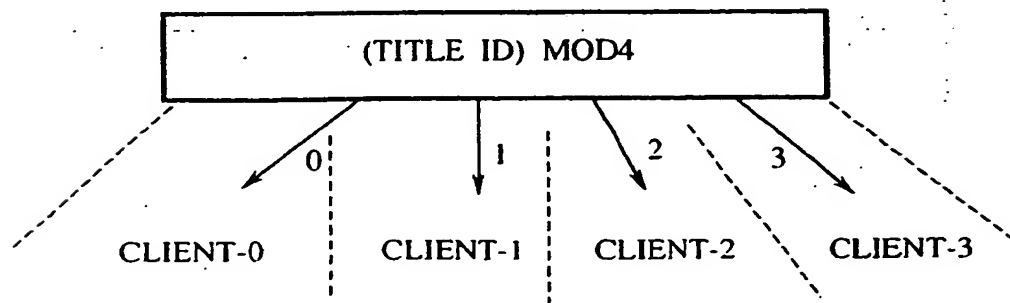 (TITLE ID) MOD4
0 1 2 3
CLIENT-0 CLIENT-1 CLIENT-2 CLIENT-3